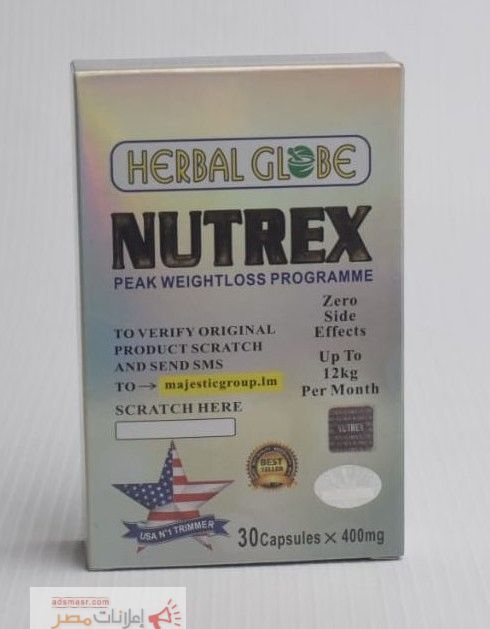 HERBAL GLOBE
NUTREX
PEAK WEIGHTLOSS PROGRAMME
Zero
Side
Effects
TO VERIFY ORIGINAL
PRODUCT SCRATCH
AND SEND SMS
TO → majesticgroup.lm
Up To
12kg
Per Month
SCRATCH HERE
NUTREX
BEST
SELLER
USA N'1 TRIMMER
30Capsules × 400mg
adsmasr.com
إعلانات مصر